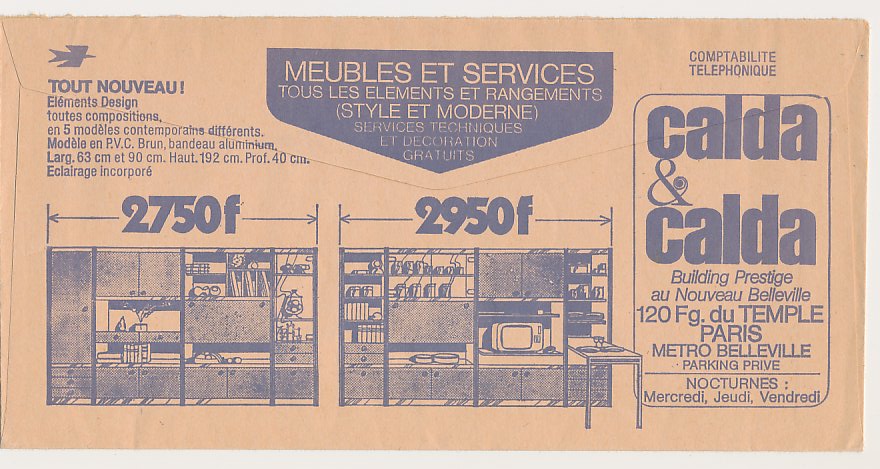 TOUT NOUVEAU!
Eléments Design
toutes compositions,
en 5 modèles contemporains différents.
Modèle en P.V.C. Brun, bandeau aluminium.
Larg. 63 cm et 90 cm. Haut. 192 cm. Prof. 40 cm.
Eclairage incorporé
MEUBLES ET SERVICES
TOUS LES ELEMENTS ET RANGEMENTS
(STYLE ET MODERNE)
SERVICES TECHNIQUES
ET DECORATION
GRATUITS
COMPTABILITE
TELEPHONIQUE
2750f
2950f
calda
&
calda
Building Prestige
au Nouveau Belleville
120 Fg. du TEMPLE
PARIS
METRO BELLEVILLE
PARKING PRIVE
NOCTURNES :
Mercredi, Jeudi, Vendredi